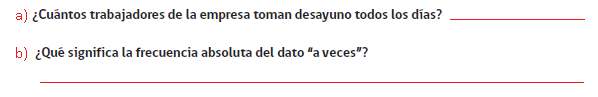 a) ¿Cuántos trabajadores de la empresa toman desayuno todos los días?
b) ¿Qué significa la frecuencia absoluta del dato “a veces”?